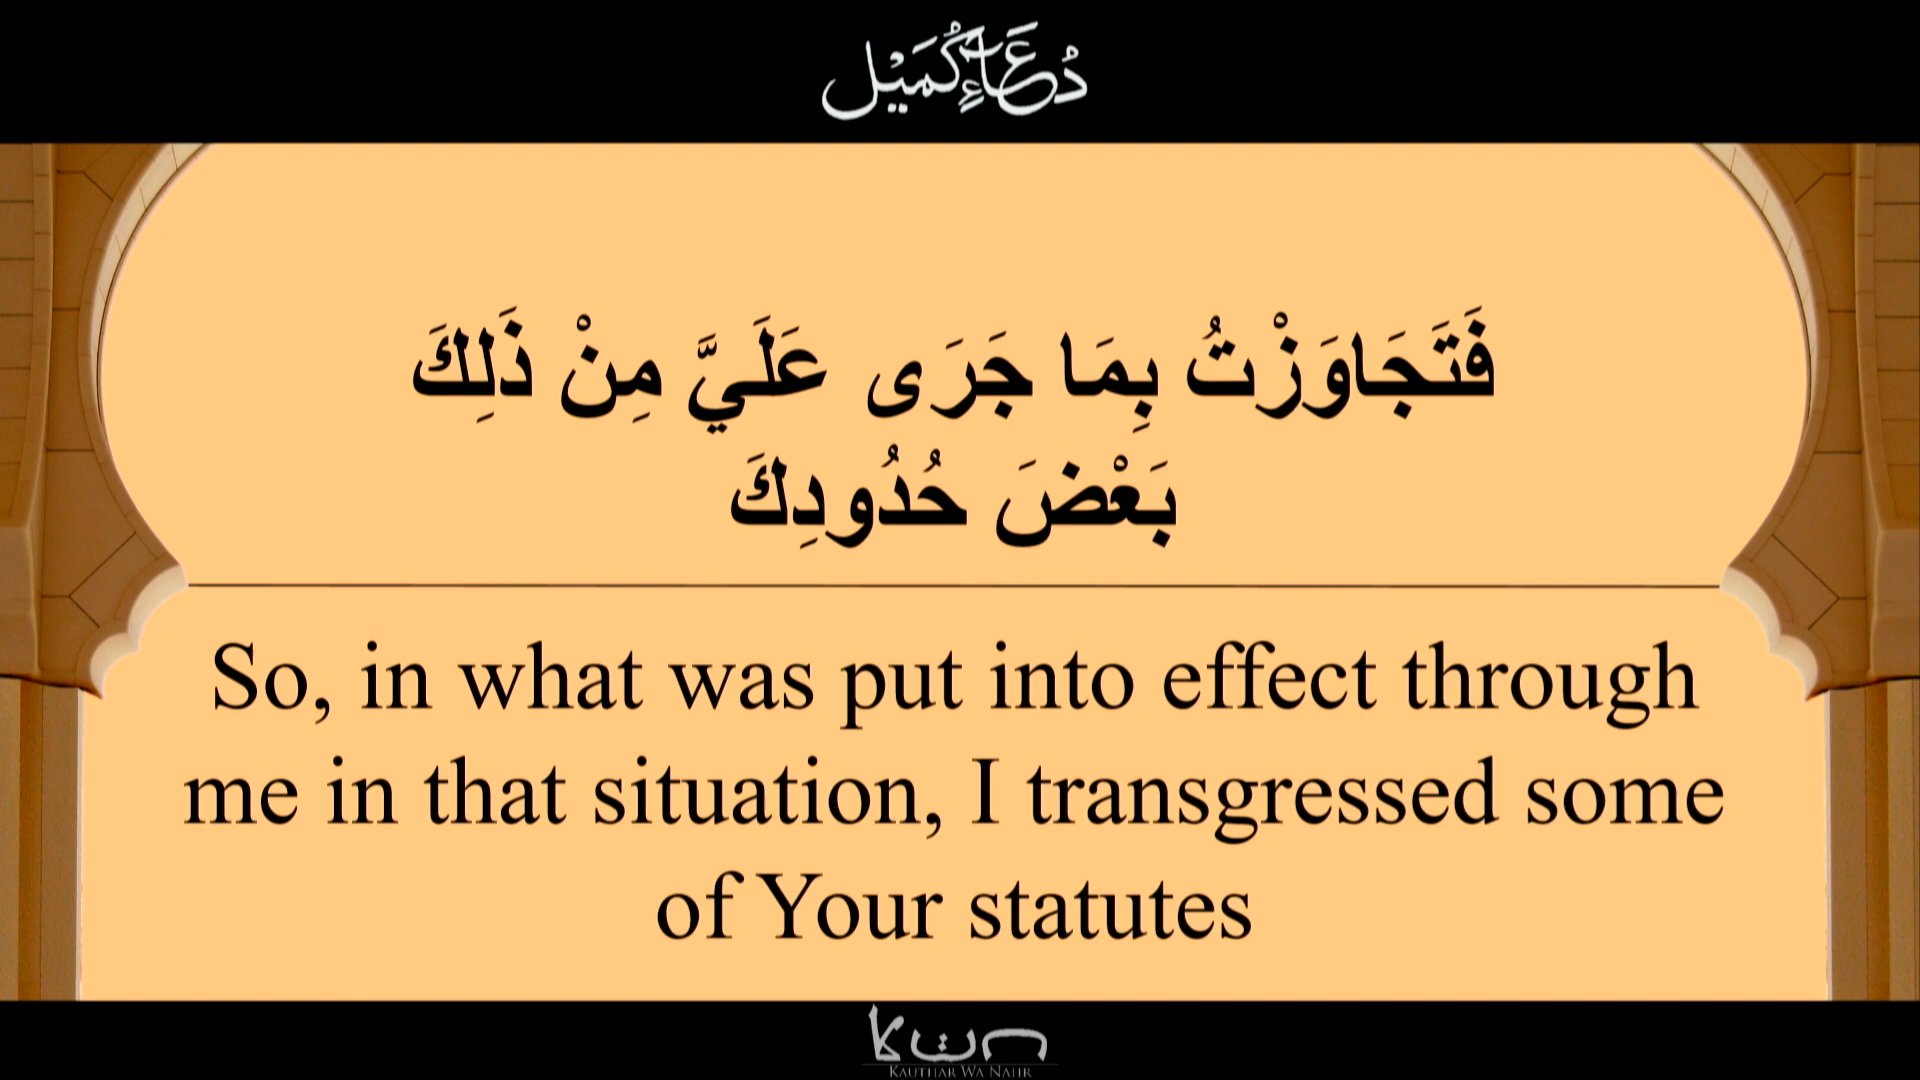 دُعَاءِ كُمَيْل
فَتَجَاوَزْتُ بِمَا جَرَى عَلَيَّ مِنْ ذَلِكَ
بَعْضَ حُدُودِكَ
So, in what was put into effect through
me in that situation, I transgressed some
of Your statutes
KAUTHAR WA NAHR